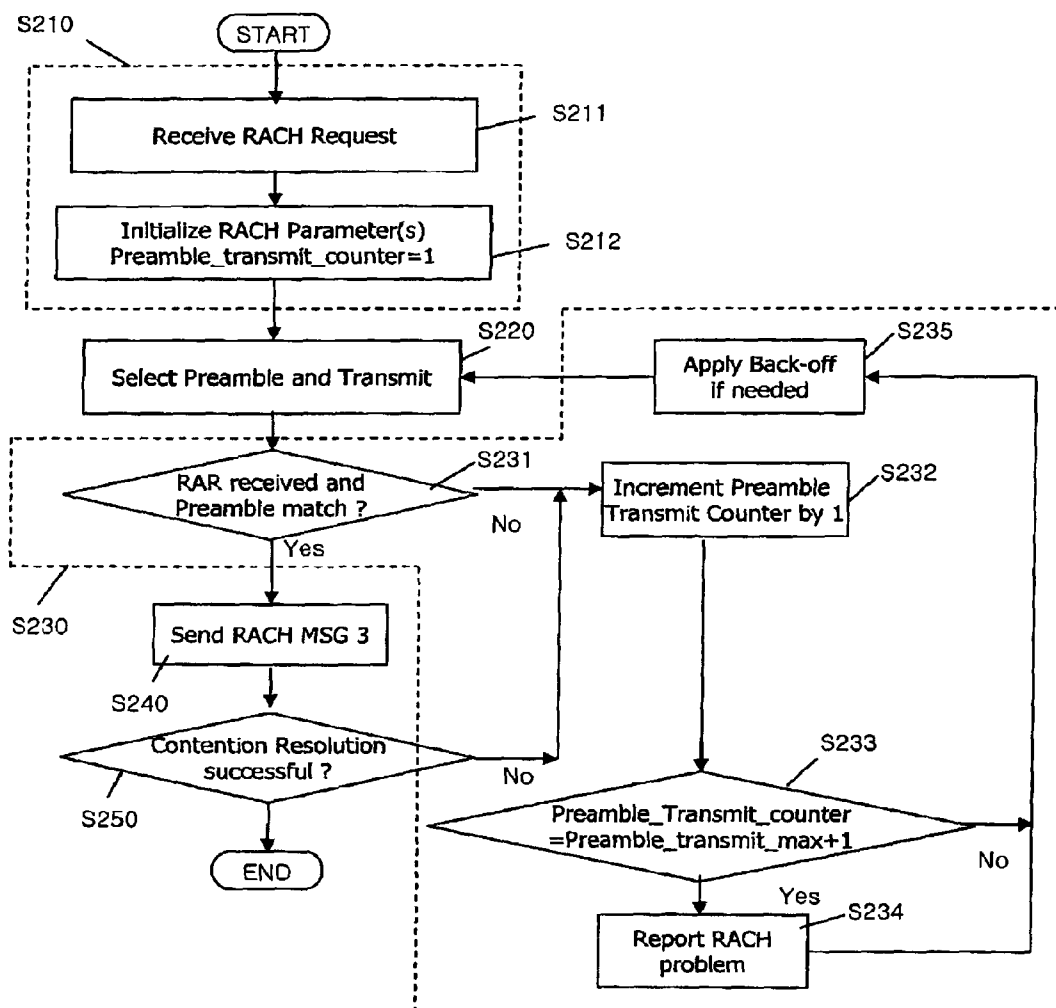 S210
START
S211
Receive RACH Request
Initialize RACH Parameter(s)
Preamble_transmit_counter=1
S212
S220
Select Preamble and Transmit
S235
Apply Back-off
if needed
S231
RAR received and
Preamble match ?
No
Yes
S232
Increment Preamble
Transmit Counter by 1
S230
Send RACH MSG 3
S240
Contention Resolution
successful ?
No
S250
END
S233
Preamble_Transmit_counter
=Preamble_transmit_max+1
No
Yes
S234
Report RACH
problem